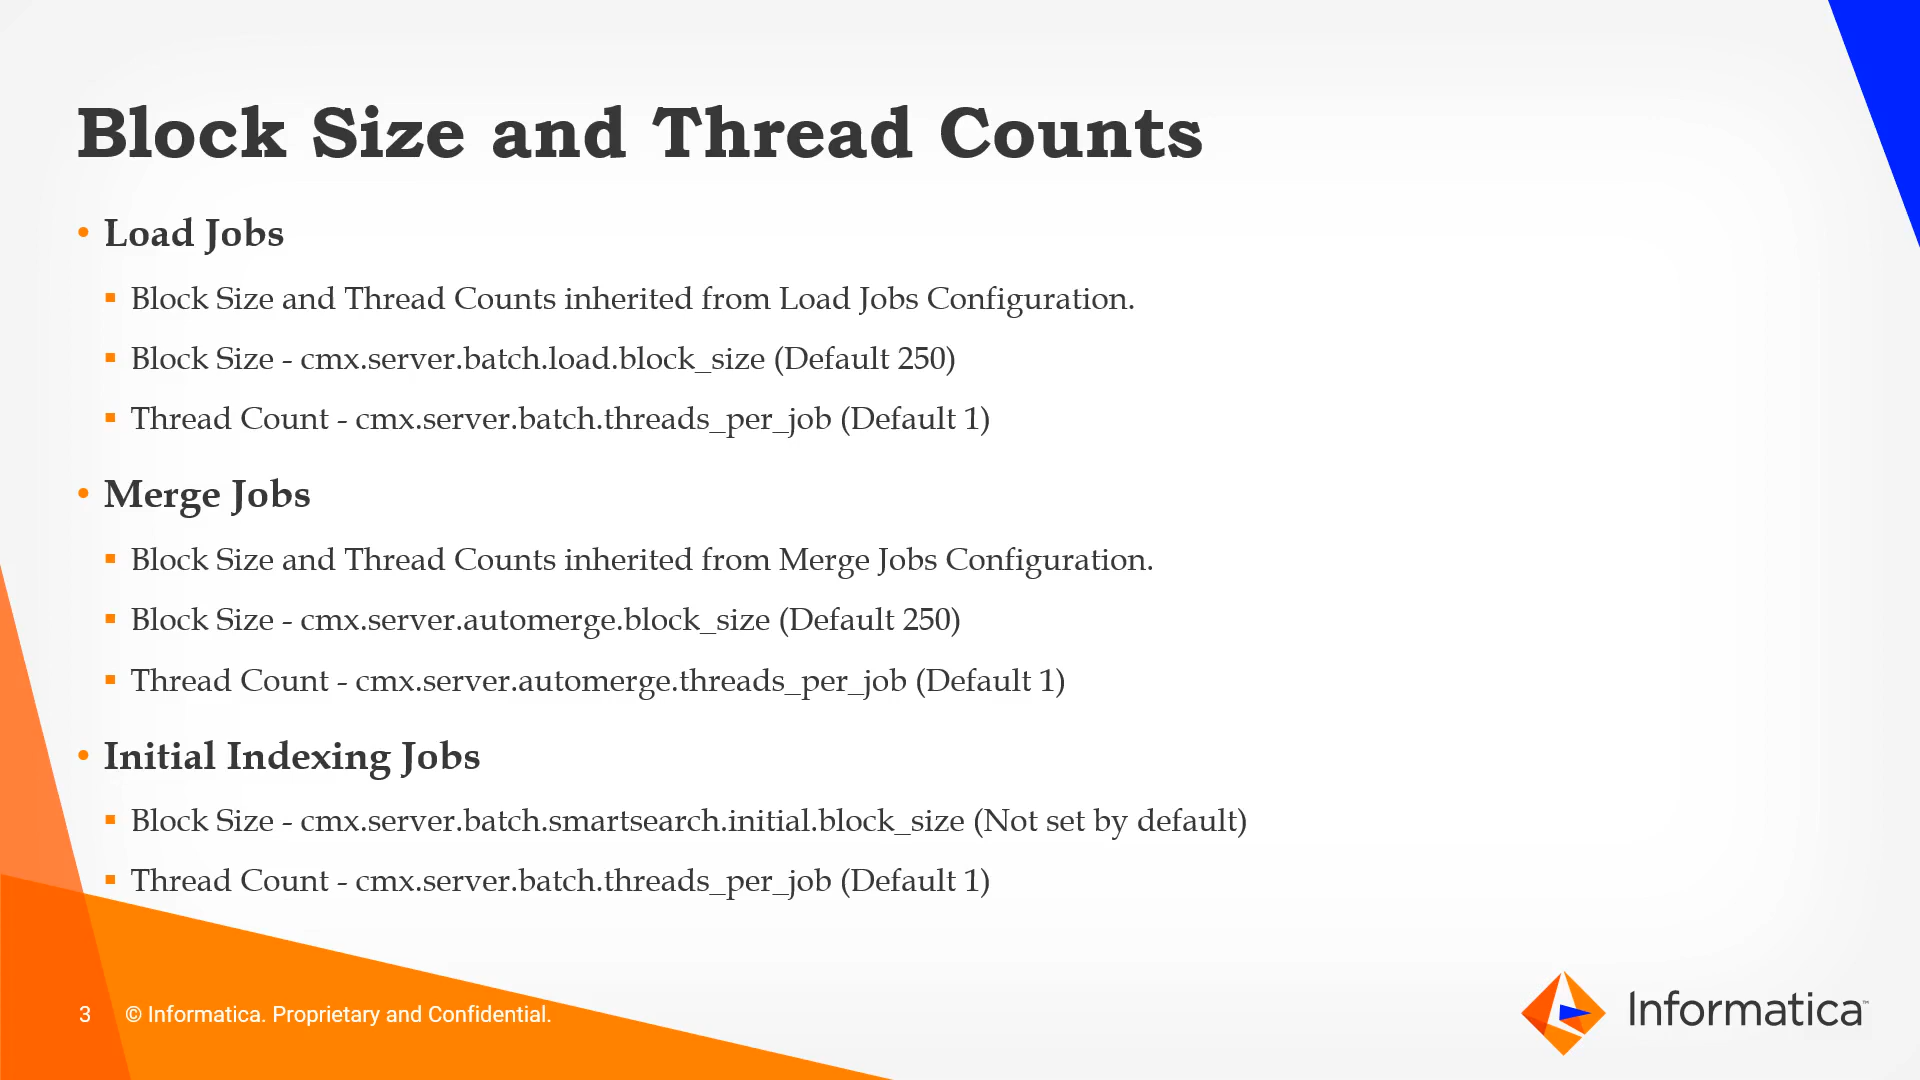 Block Size and Thread Counts
• Load Jobs
▪ Block Size and Thread Counts inherited from Load Jobs Configuration.
▪ Block Size - cmx.server.batch.load.block_size (Default 250)
▪ Thread Count - cmx.server.batch.threads_per_job (Default 1)
• Merge Jobs
▪ Block Size and Thread Counts inherited from Merge Jobs Configuration.
▪ Block Size - cmx.server.automerge.block_size (Default 250)
▪ Thread Count - cmx.server.automerge.threads_per_job (Default 1)
• Initial Indexing Jobs
▪ Block Size - cmx.server.batch.smartsearch.initial.block_size (Not set by default)
▪ Thread Count - cmx.server.batch.threads_per_job (Default 1)
3 © Informatica. Proprietary and Confidential.
Informatica™